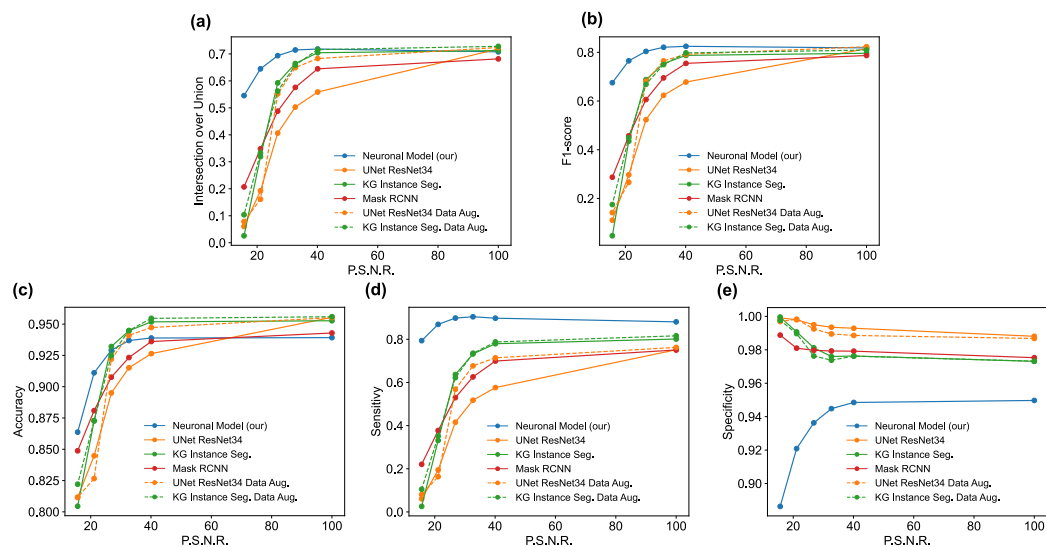 (a)
Intersection over Union
0.7
0.6
0.5
0.4
0.3
0.2
0.1
0.0
Neuronal Model (our)
UNet ResNet34
KG Instance Seg.
Mask RCNN
UNet ResNet34 Data Aug.
KG Instance Seg. Data Aug.
20 40 60 80 100
P.S.N.R.
(b)
F1-score
0.8
0.6
0.4
0.2
Neuronal Model (our)
UNet ResNet34
KG Instance Seg.
Mask RCNN
UNet ResNet34 Data Aug.
KG Instance Seg. Data Aug.
20 40 60 80 100
P.S.N.R.
(c)
Accuracy
0.950
0.925
0.900
0.875
0.850
0.825
0.800
Neuronal Model (our)
UNet ResNet34
KG Instance Seg.
Mask RCNN
UNet ResNet34 Data Aug.
KG Instance Seg. Data Aug.
20 40 60 80 100
P.S.N.R.
(d)
Sensitivy
0.8
0.6
0.4
0.2
0.0
Neuronal Model (our)
UNet ResNet34
KG Instance Seg.
Mask RCNN
UNet ResNet34 Data Aug.
KG Instance Seg. Data Aug.
20 40 60 80 100
P.S.N.R.
(e)
Specificity
1.00
0.98
0.96
0.94
0.92
0.90
Neuronal Model (our)
UNet ResNet34
KG Instance Seg.
Mask RCNN
UNet ResNet34 Data Aug.
KG Instance Seg. Data Aug.
20 40 60 80 100
P.S.N.R.